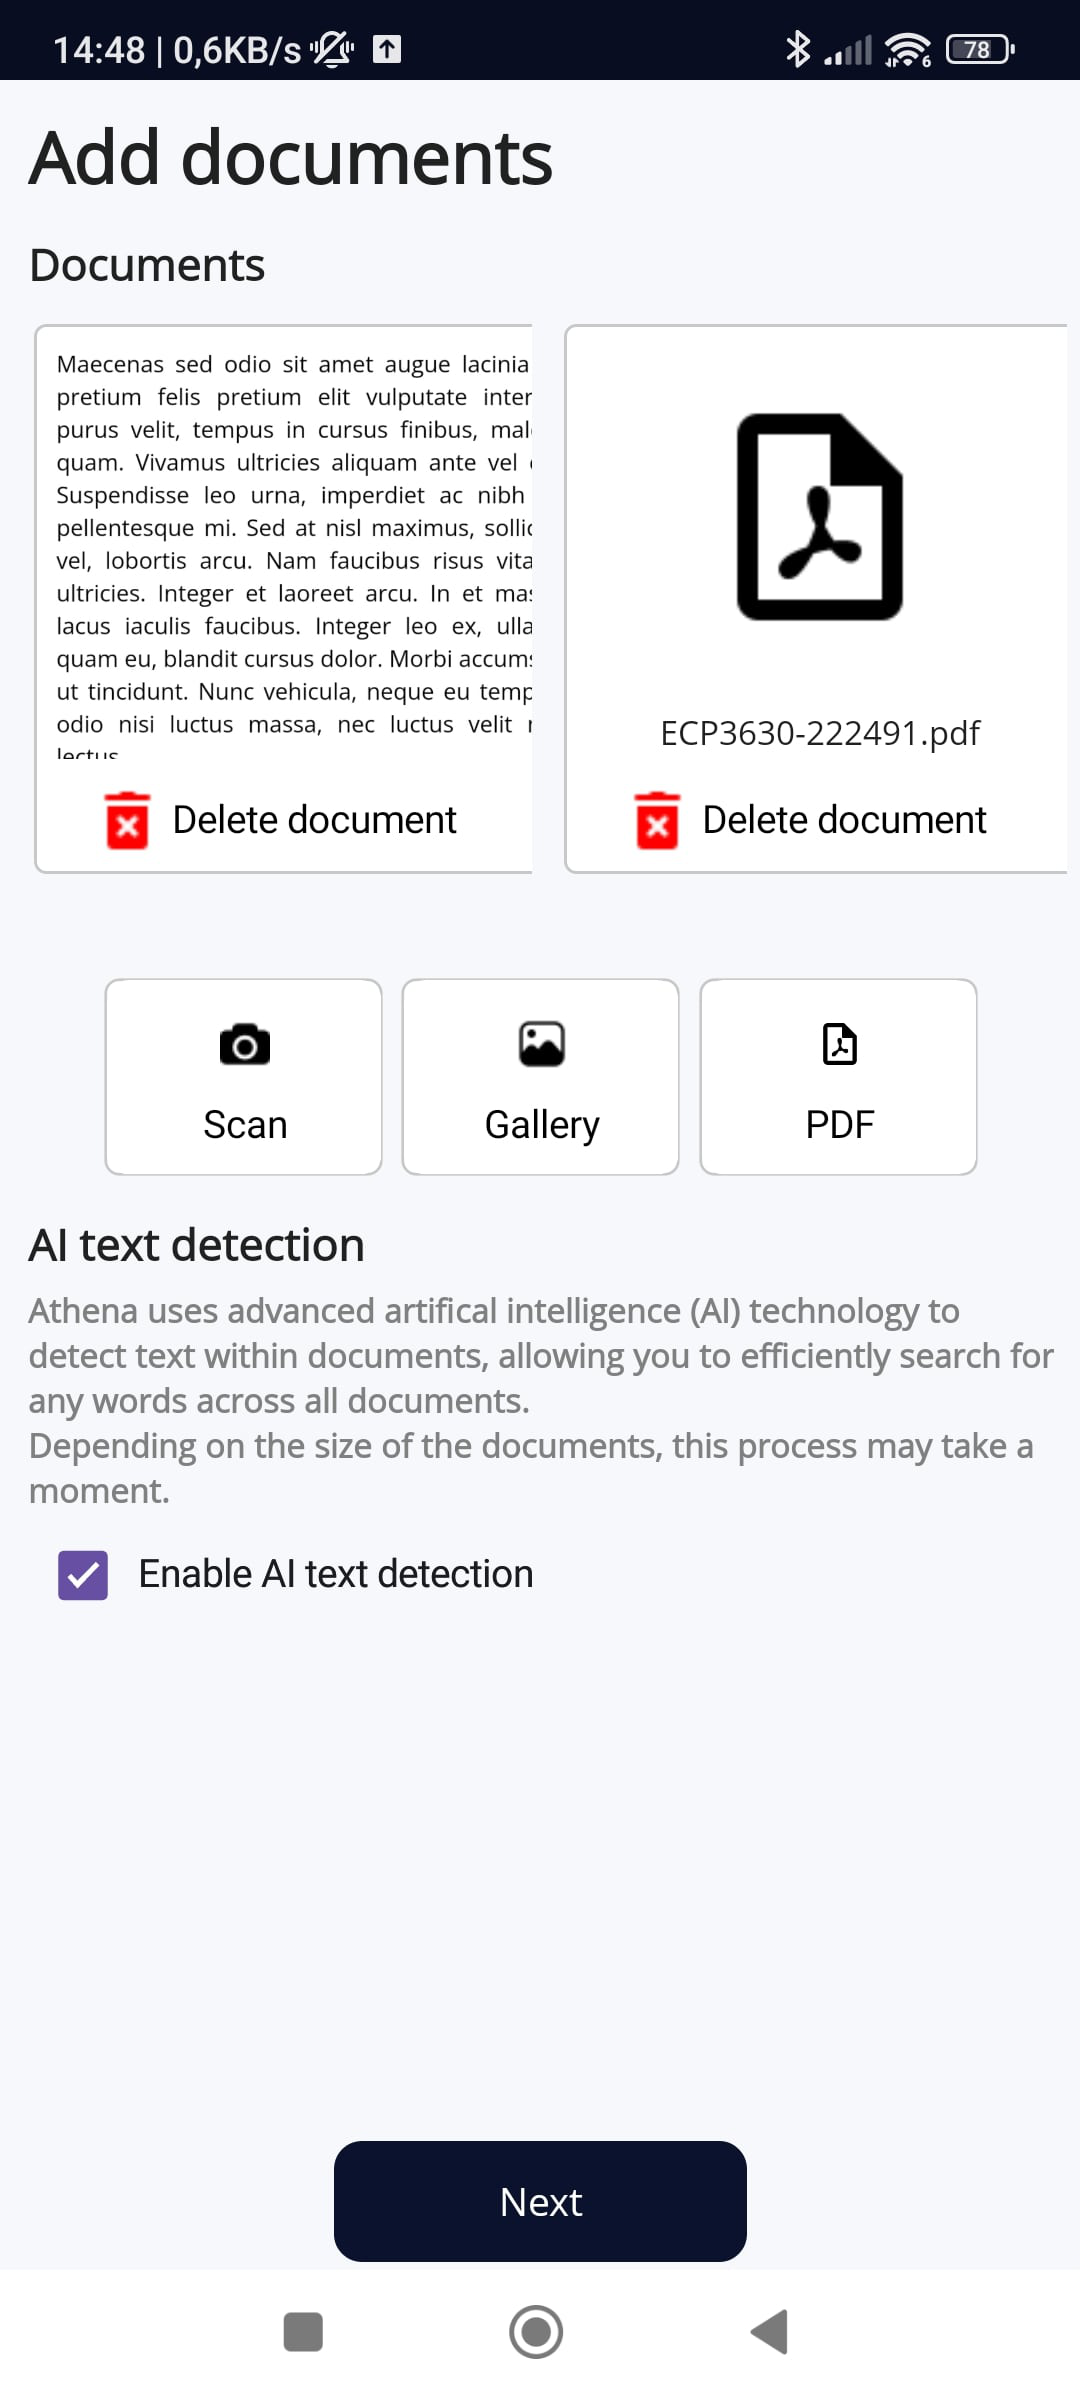 14:48 | 0,6KB/s
6
78
Add documents
Documents
Maecenas sed odio sit amet augue lacinia
pretium felis pretium elit vulputate inter
purus velit, tempus in cursus finibus, mal
quam. Vivamus ultricies aliquam ante vel
Suspendisse leo urna, imperdiet ac nibh
pellentesque mi. Sed at nisl maximus, sollic
vel, lobortis arcu. Nam faucibus risus vita
ultricies. Integer et laoreet arcu. In et mas
lacus iaculis faucibus. Integer leo ex, ulla
quam eu, blandit cursus dolor. Morbi accums
ut tincidunt. Nunc vehicula, neque eu temp
odio nisi luctus massa, nec luctus velit
lectus
Delete document
ECP3630-222491.pdf
Delete document
Scan
Gallery
PDF
AI text detection
Athena uses advanced artifical intelligence (AI) technology to
detect text within documents, allowing you to efficiently search for
any words across all documents.
Depending on the size of the documents, this process may take a
moment.
Enable AI text detection
Next